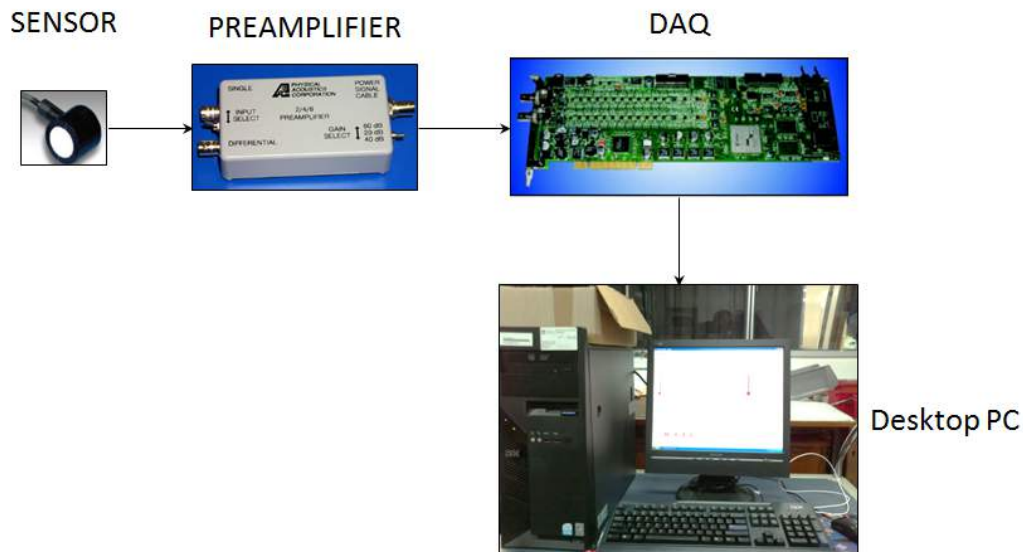 SENSOR
PREAMPLIFIER
DAQ
SINGLE
PHYSICAL
ACOUSTICS
CORPORATION
POWER
SIGNAL
CABLE
INPUT
SELECT
2/4/6
PREAMPLIFIER
GAIN
SELECT
60 dB
20 dB
40 dB
DIFFERENTIAL
Desktop PC